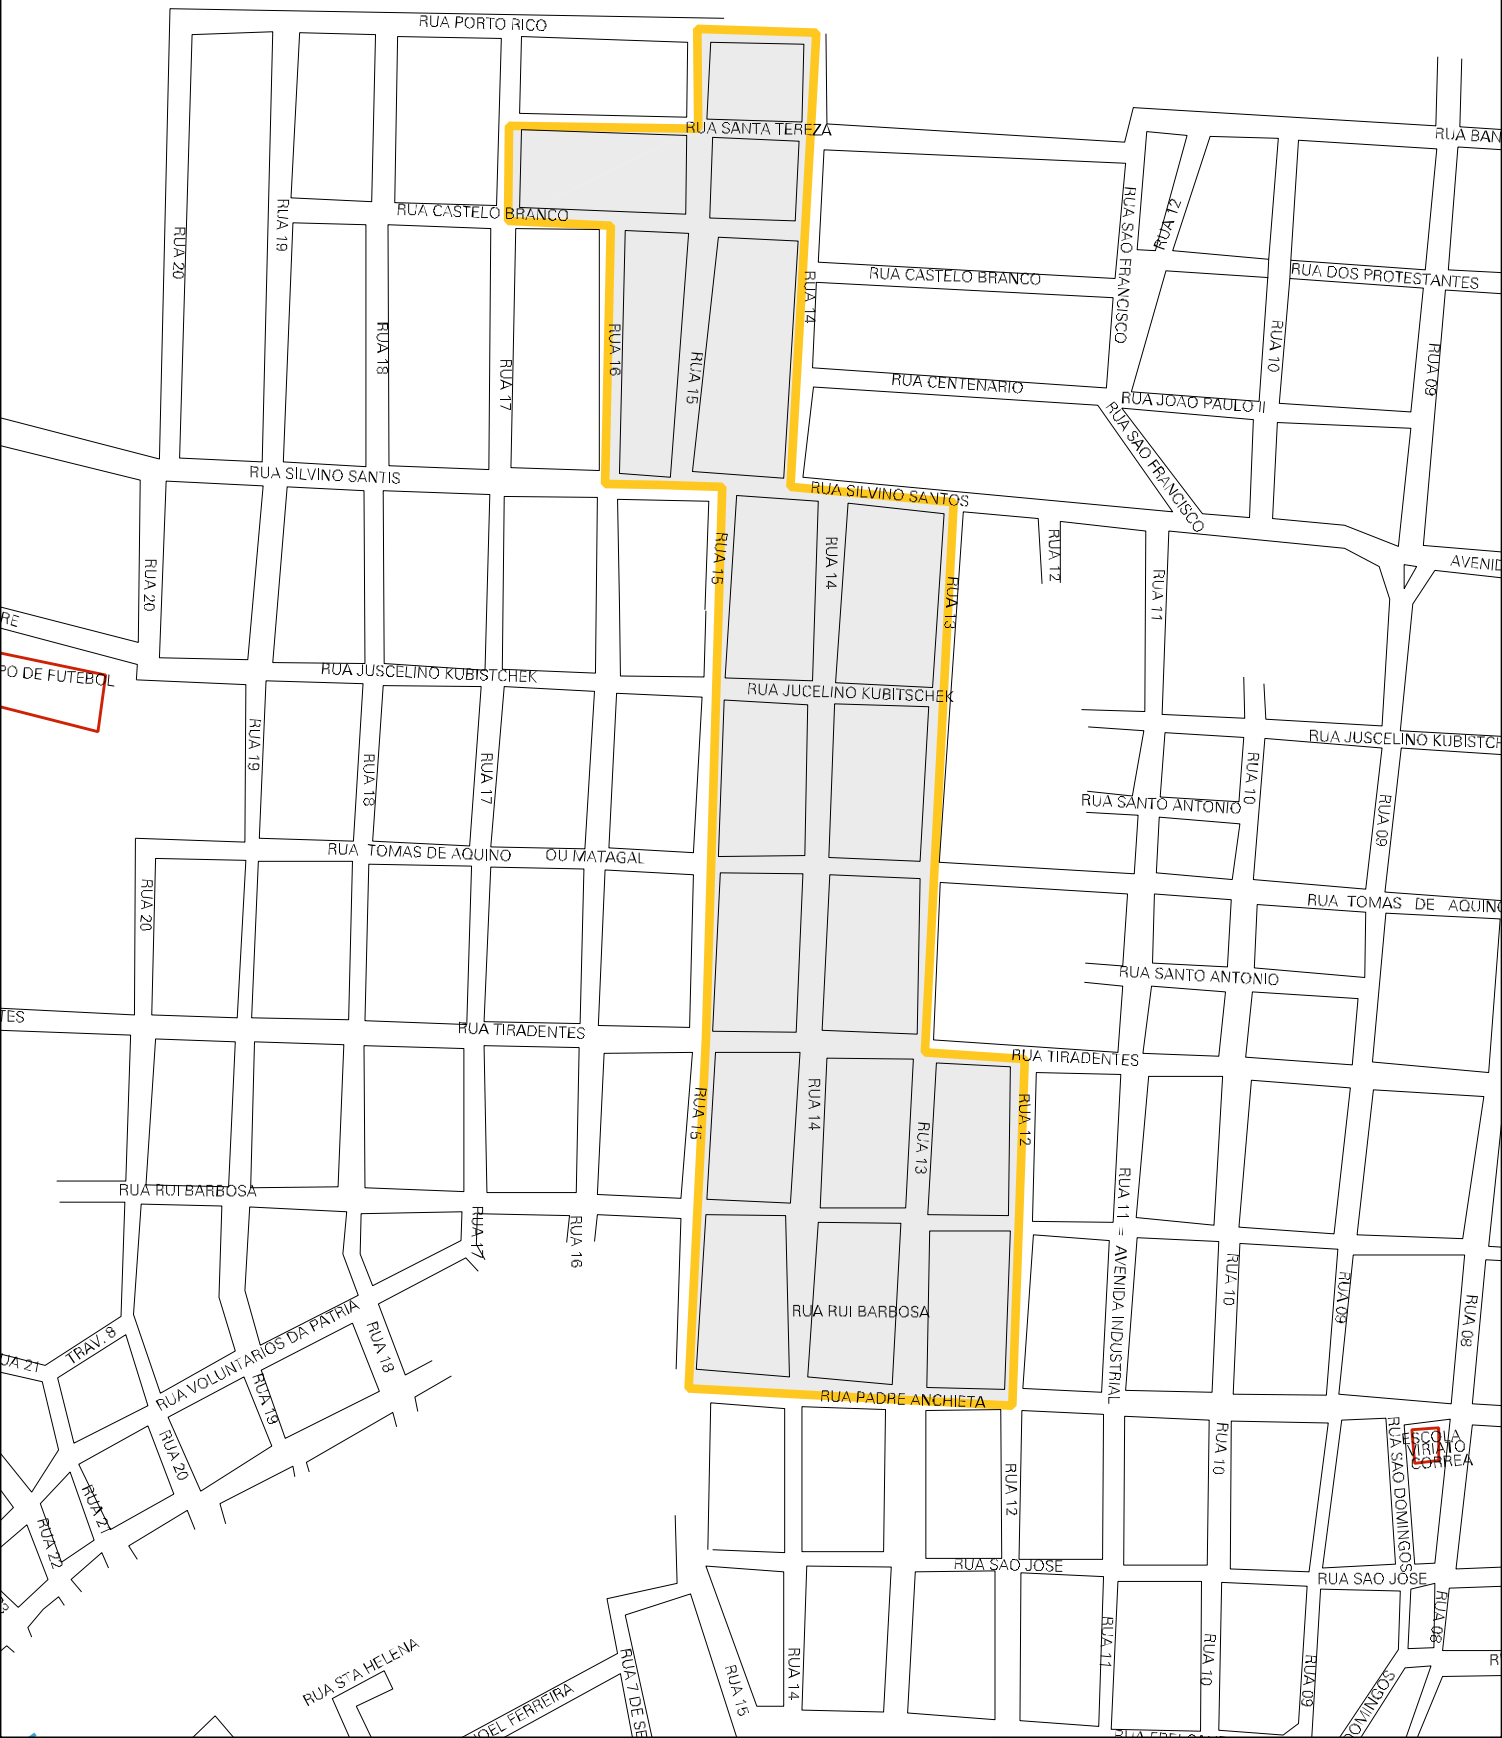 RUA PORTO RICO
RUA SANTA TEREZA
RUA BAN
RUA CASTELO BRANCO
RUA 20
RUA 19
RUA SAO FRANCISCO
RUA 12
RUA CASTELO BRANCO
RUA DOS PROTESTANTES
RUA 14
RUA 18
RUA 17
RUA 16
RUA 15
RUA 10
RUA 09
RUA CENTENARIO
RUA JOAO PAULO II
RUA SAO FRANCISCO
RUA SILVINO SANTIS
RUA SILVINO SANTOS
RUA 20
RUA 15
RUA 14
RUA 13
RUA 12
RUA 11
AVENID
RE
PO DE FUTEBOL
RUA JUSCELINO KUBISTCHEK
RUA JUCELINO KUBITSCHEK
RUA JUSCELINO KUBISTCH
RUA 19
RUA 18
RUA 17
RUA 10
RUA 09
RUA SANTO ANTONIO
RUA TOMAS DE AQUINO OU MATAGAL
RUA 20
RUA TOMAS DE AQUINO
RUA SANTO ANTONIO
TES
RUA TIRADENTES
RUA TIRADENTES
RUA 15
RUA 14
RUA 13
RUA 12
RUA RUI BARBOSA
RUA 17
RUA 16
RUA 11 = AVENIDA INDUSTRIAL
RUA 10
RUA 09
RUA 08
RUA RUI BARBOSA
TRAV. 8
UA 21
RUA VOLUNTARIOS DA PATRIA
RUA 18
RUA 19
RUA 20
RUA 21
RUA 22
RUA PADRE ANCHIETA
RUA 12
RUA 10
RUA SAO DOMINGOS
ESCOLA
VIRIATO
CORREA
RUA SAO JOSE
RUA SAO JOSE
RUA 08
RUA STA HELENA
RUA 7 DE SE
RUA 15
RUA 14
RUA 11
RUA 10
RUA 09
OEL FERREIRA
DOMINGOS